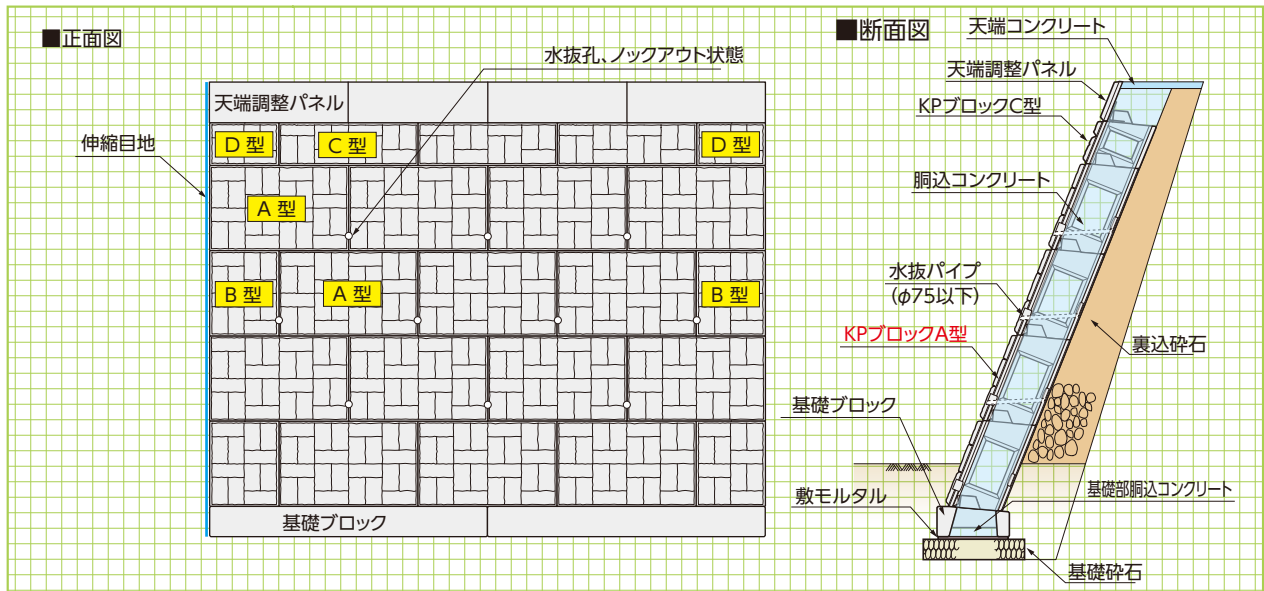 ■正面図
水抜孔、ノックアウト状態
天端調整パネル
伸縮目地
D 型
C 型
D 型
A 型
B 型
A 型
B 型
基礎ブロック
■断面図
天端コンクリート
天端調整パネル
KPブロックC型
胴込コンクリート
水抜パイプ
(φ75以下)
KPブロックA型
裏込砕石
基礎ブロック
敷モルタル
基礎部胴込コンクリート
基礎砕石